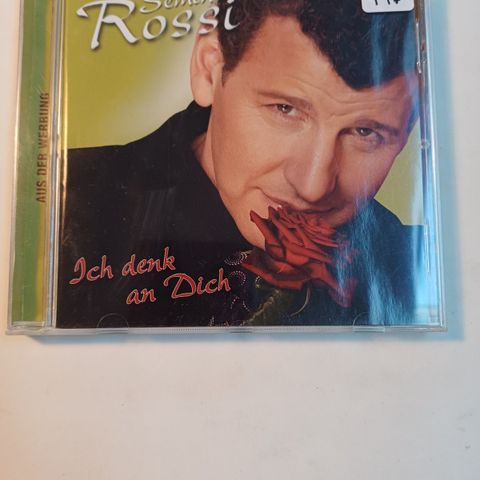 Rossi
AUS DER WERBUNG
Ich denk
an Dich